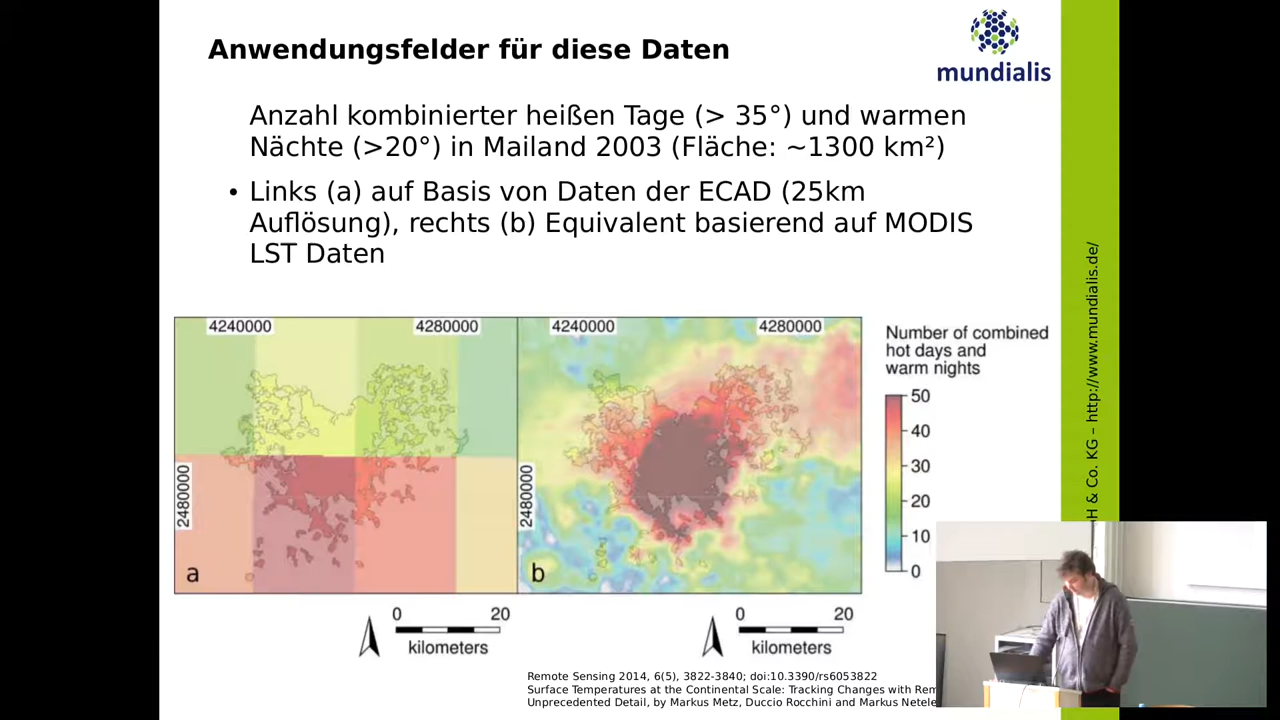 Anwendungsfelder für diese Daten
mundialis
Anzahl kombinierter heißen Tage (> 35°) und warmen
Nächte (>20°) in Mailand 2003 (Fläche: ~1300 km²)
• Links (a) auf Basis von Daten der ECAD (25km
Auflösung), rechts (b) Equivalent basierend auf MODIS
LST Daten
4240000
4280000
4240000
4280000
2480000
2480000
a
b
Number of combined
hot days and
warm nights
50
40
30
20
10
0
0 20
kilometers
0 20
kilometers
Remote Sensing 2014, 6(5), 3822-3840; doi:10.3390/rs6053822
Surface Temperatures at the Continental Scale: Tracking Changes with Rem
Unprecedented Detail, by Markus Metz, Duccio Rocchini and Markus Netele
H & Co. KG – http://www.mundialis.de/